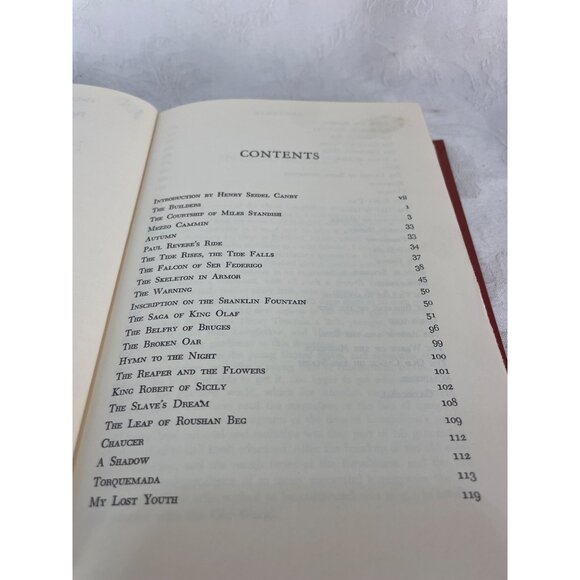 CONTENTS
INTRODUCTION BY HENRY SEIDEL CANBY vii
THE BUILDERS 1
THE COURTSHIP OF MILES STANDISH 3
MEZZO CAMMIN 33
AUTUMN 33
PAUL REVERE'S RIDE 34
THE TIDE RISES, THE TIDE FALLS 37
THE FALCON OF SER FEDERIGO 38
THE SKELETON IN ARMOR 45
THE WARNING 50
INSCRIPTION ON THE SHANKLIN FOUNTAIN 50
THE SAGA OF KING OLAF 51
THE BELFRY OF BRUGES 96
THE BROKEN OAR 99
HYMN TO THE NIGHT 100
THE REAPER AND THE FLOWERS 101
KING ROBERT OF SICILY 102
THE SLAVE'S DREAM 108
THE LEAP OF ROUSHAN BEG 109
CHAUCER 112
A SHADOW 112
TORQUEMADA 113
MY LOST YOUTH 119